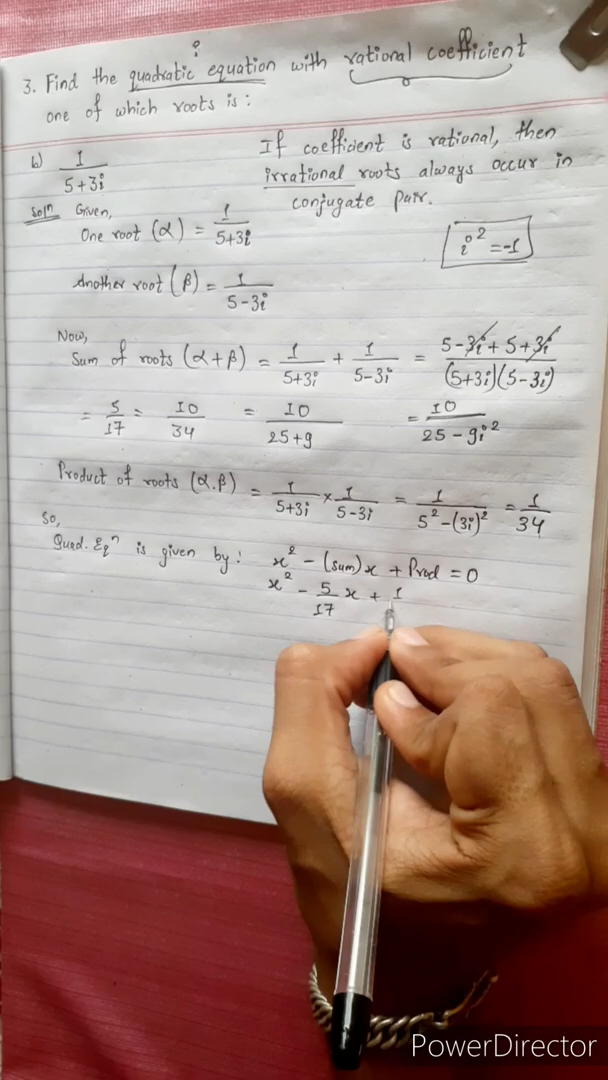 3. Find the quadratic equation with rational coefficient
one of which roots is :
b) 1/(5+3i)
If coefficient is rational, then
irrational roots always occur in
conjugate pair.
Soln Given,
One root (α) = 1/(5+3i)
i² = -1
Another root (β) = 1/(5-3i)
Now,
Sum of roots (α+β) = 1/(5+3i) + 1/(5-3i) = (5-3i+5+3i)/((5+3i)(5-3i))
= 5/17 = 10/34 = 10/(25+9) = 10/(25-9i²)
Product of roots (α.β) = 1/(5+3i) × 1/(5-3i) = 1/(5²-(3i)²) = 1/34
So,
Quad. Eqⁿ is given by: x² - (sum)x + Prod = 0
x² - 5/17 x + 1
PowerDirector